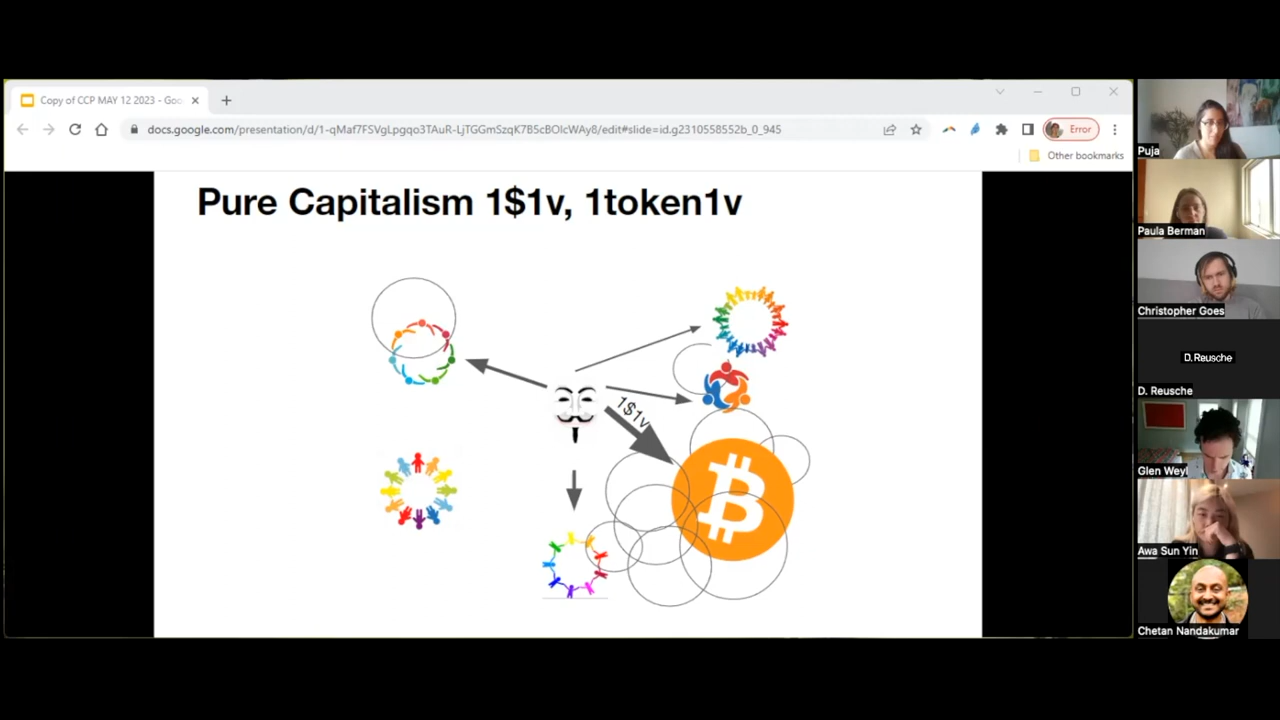 Copy of CCP MAY 12 2023 - Goo
docs.google.com/presentation/d/1-qMaf7FSVgLpgqo3TAuR-LjTGGmSzqK7B5cBOlcWAy8/edit#slide=id.g2310558552b_0_945
Error
Other bookmarks
Pure Capitalism 1$1v, 1token1v
1$1v
Puja
Paula Berman
Christopher Goes
D. Reusche
D. Reusche
Glen Weyl
Awa Sun Yin
Chetan Nandakumar